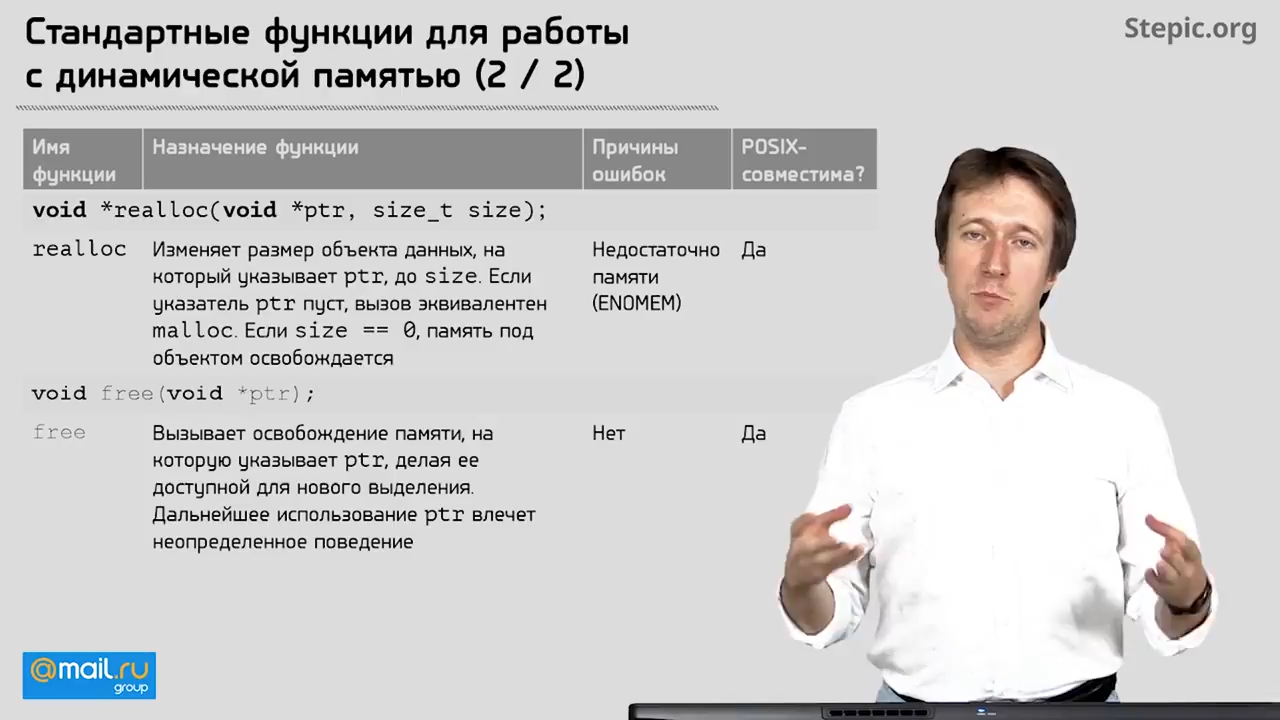 Стандартные функции для работы
с динамической памятью (2 / 2)
Stepic.org
Имя
функции
Назначение функции
Причины
ошибок
POSIX-
совместима?
void *realloc(void *ptr, size_t size);
realloc
Изменяет размер объекта данных, на
который указывает ptr, до size. Если
указатель ptr пуст, вызов эквивалентен
malloc. Если size == 0, память под
объектом освобождается
Недостаточно
памяти
(ENOMEM)
Да
void free(void *ptr);
free
Вызывает освобождение памяти, на
которую указывает ptr, делая ее
доступной для нового выделения.
Дальнейшее использование ptr влечет
неопределенное поведение
Нет
Да
@mail.ru
group